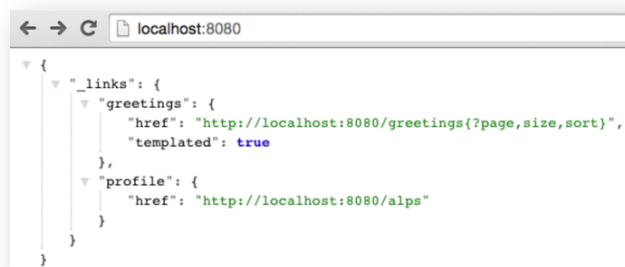 localhost:8080
{
"_links": {
"greetings": {
"href": "http://localhost:8080/greetings{?page,size,sort}",
"templated": true
},
"profile": {
"href": "http://localhost:8080/alps"
}
}
}